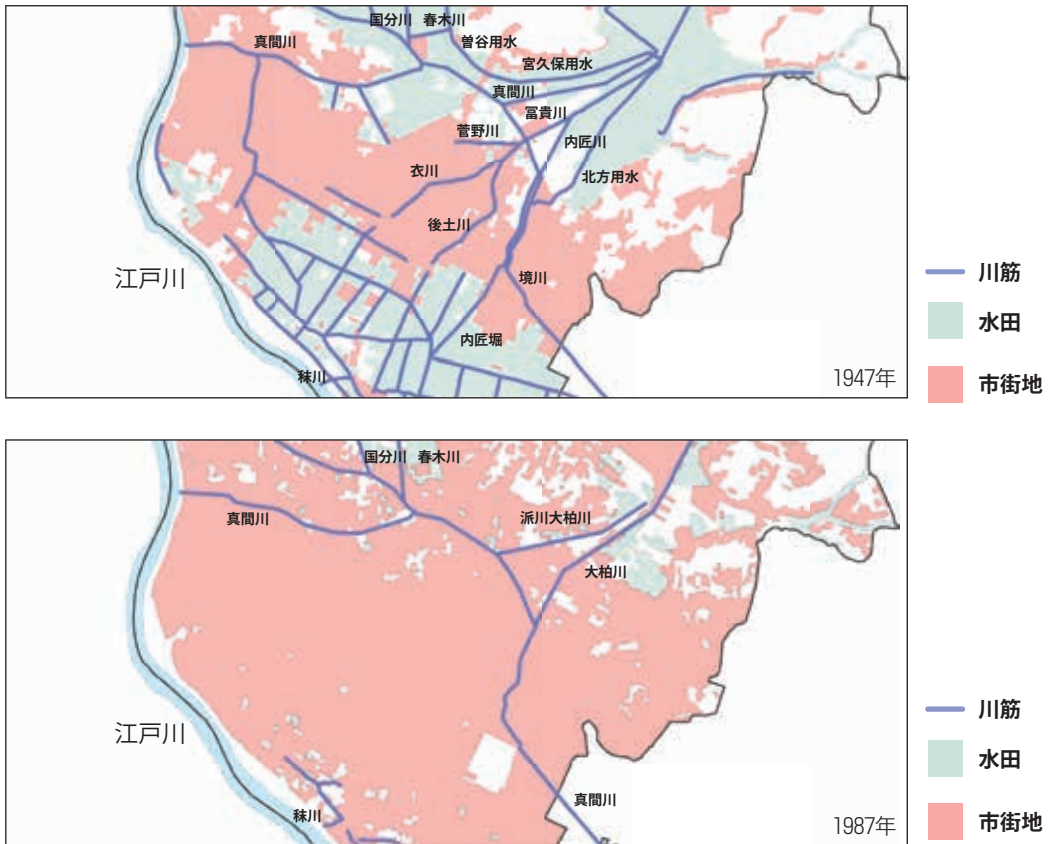 国分川
春木川
真間川
曽谷用水
宮久保用水
真間川
冨貴川
菅野川
内匠川
衣川
北方用水
後土川
江戸川
境川
内匠堀
秣川
1947年
川筋
水田
市街地
国分川
春木川
真間川
派川大柏川
大柏川
江戸川
真間川
秣川
1987年
川筋
水田
市街地